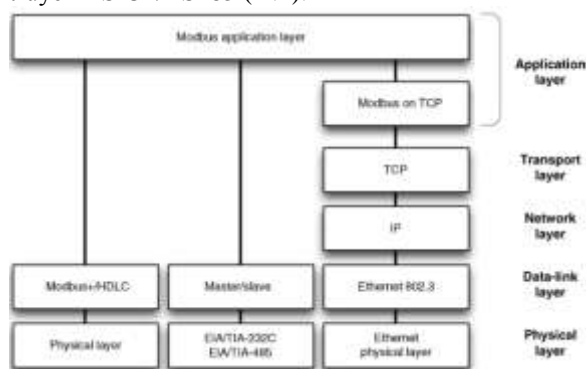 Modbus application layer
Application
layer
Modbus on TCP
TCP
Transport
layer
IP
Network
layer
Modbus+/HDLC
Master/slave
Ethernet 802.3
Data-link
layer
Physical layer
EIA/TIA-232C
EIA/TIA-485
Ethernet
physical layer
Physical
layer